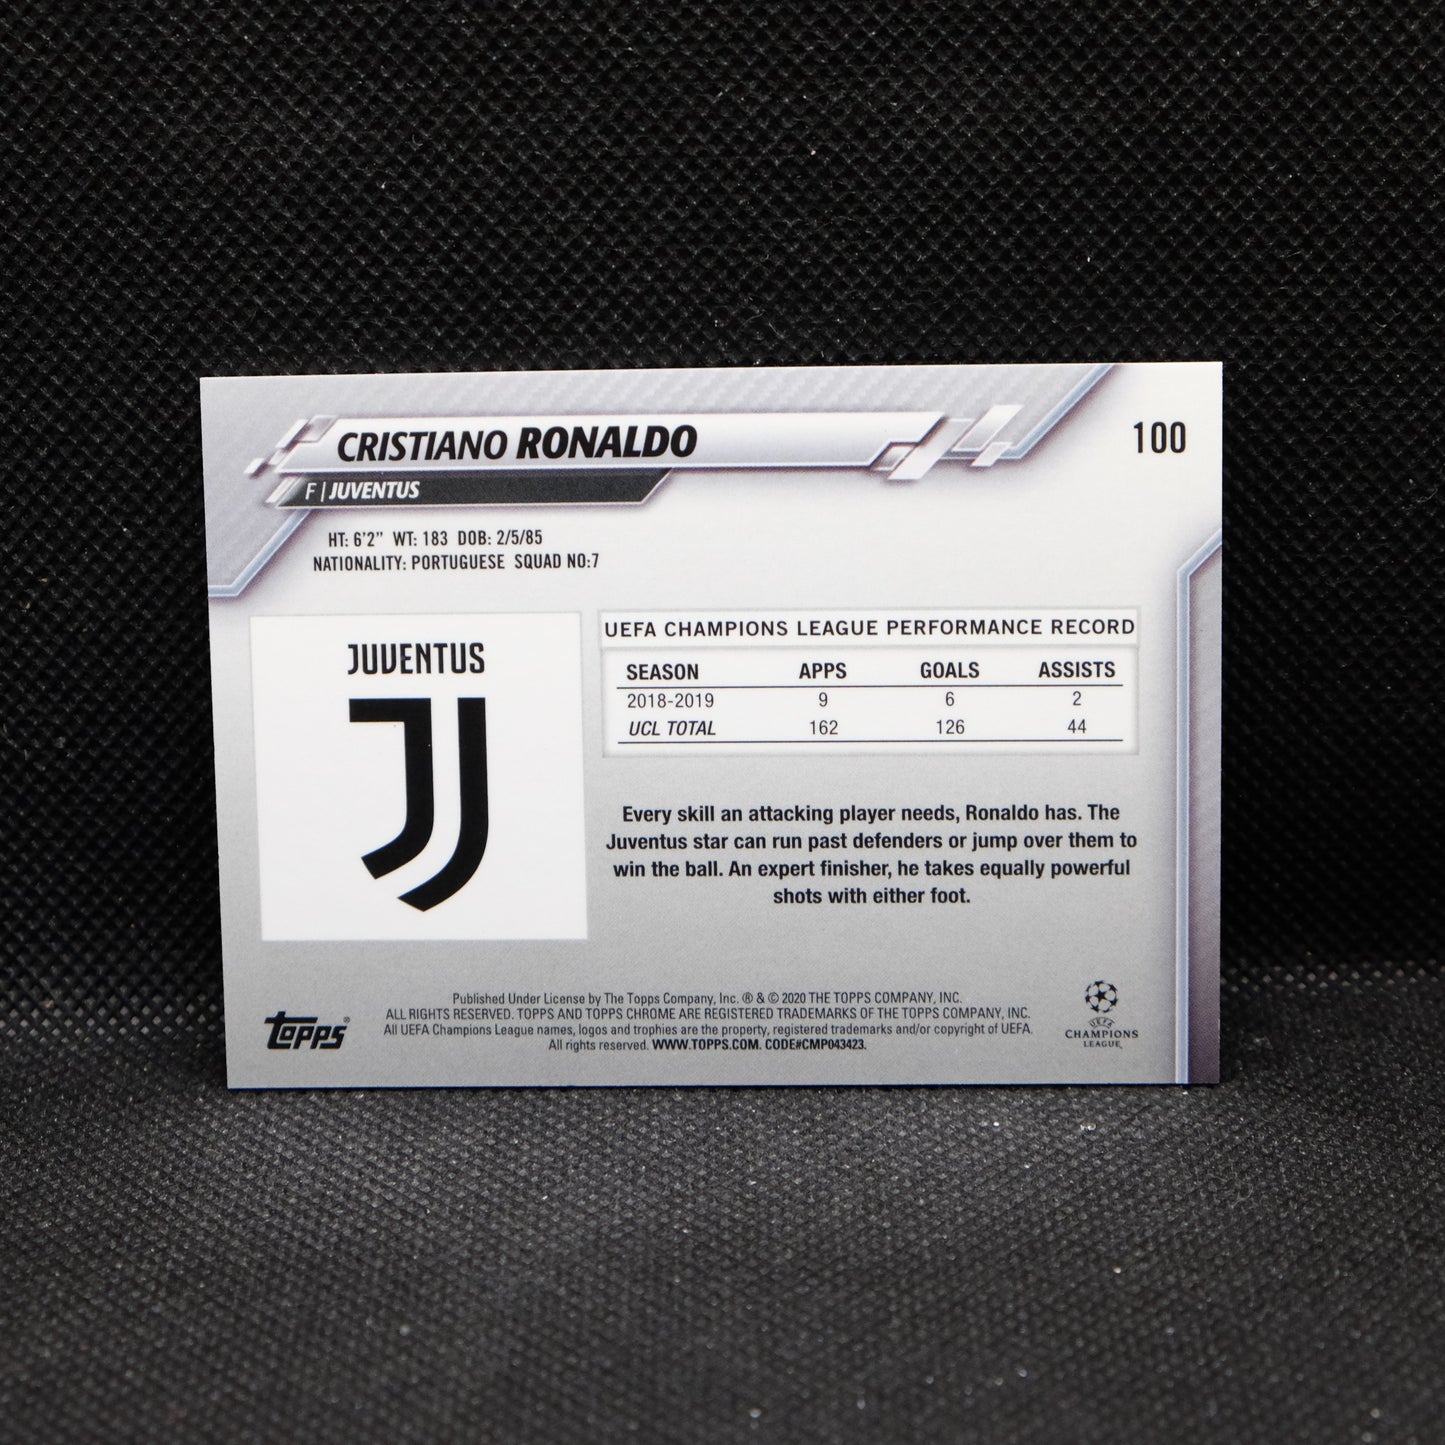 CRISTIANO RONALDO
100
F | JUVENTUS
HT: 6'2" WT: 183 DOB: 2/5/85
NATIONALITY: PORTUGUESE SQUAD NO:7
JUVENTUS
UEFA CHAMPIONS LEAGUE PERFORMANCE RECORD
SEASON APPS GOALS ASSISTS
2018-2019 9 6 2
UCL TOTAL 162 126 44
Every skill an attacking player needs, Ronaldo has. The
Juventus star can run past defenders or jump over them to
win the ball. An expert finisher, he takes equally powerful
shots with either foot.
topps®
Published Under License by The Topps Company, Inc. ® & © 2020 THE TOPPS COMPANY, INC.
ALL RIGHTS RESERVED. TOPPS AND TOPPS CHROME ARE REGISTERED TRADEMARKS OF THE TOPPS COMPANY, INC.
All UEFA Champions League names, logos and trophies are the property, registered trademarks and/or copyright of UEFA.
All rights reserved. WWW.TOPPS.COM. CODE#CMP043423.
UEFA
CHAMPIONS
LEAGUE